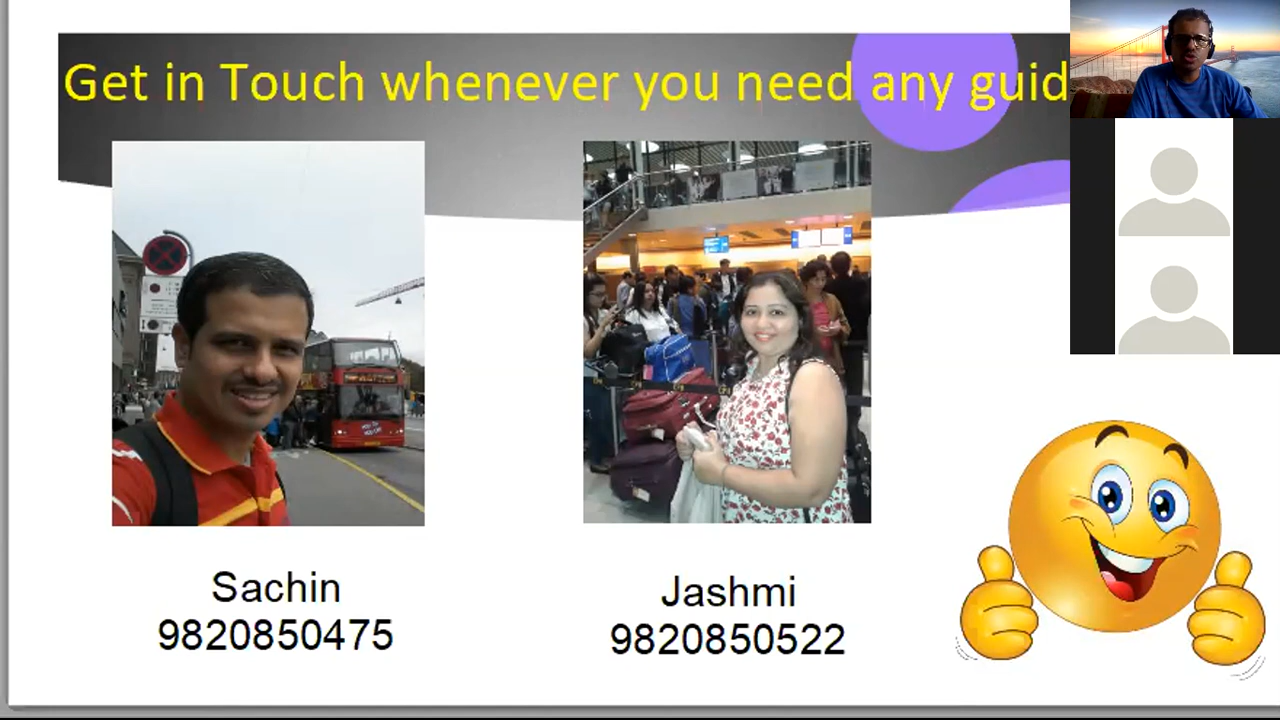 Get in Touch whenever you need any guid
Sachin
9820850475
Jashmi
9820850522